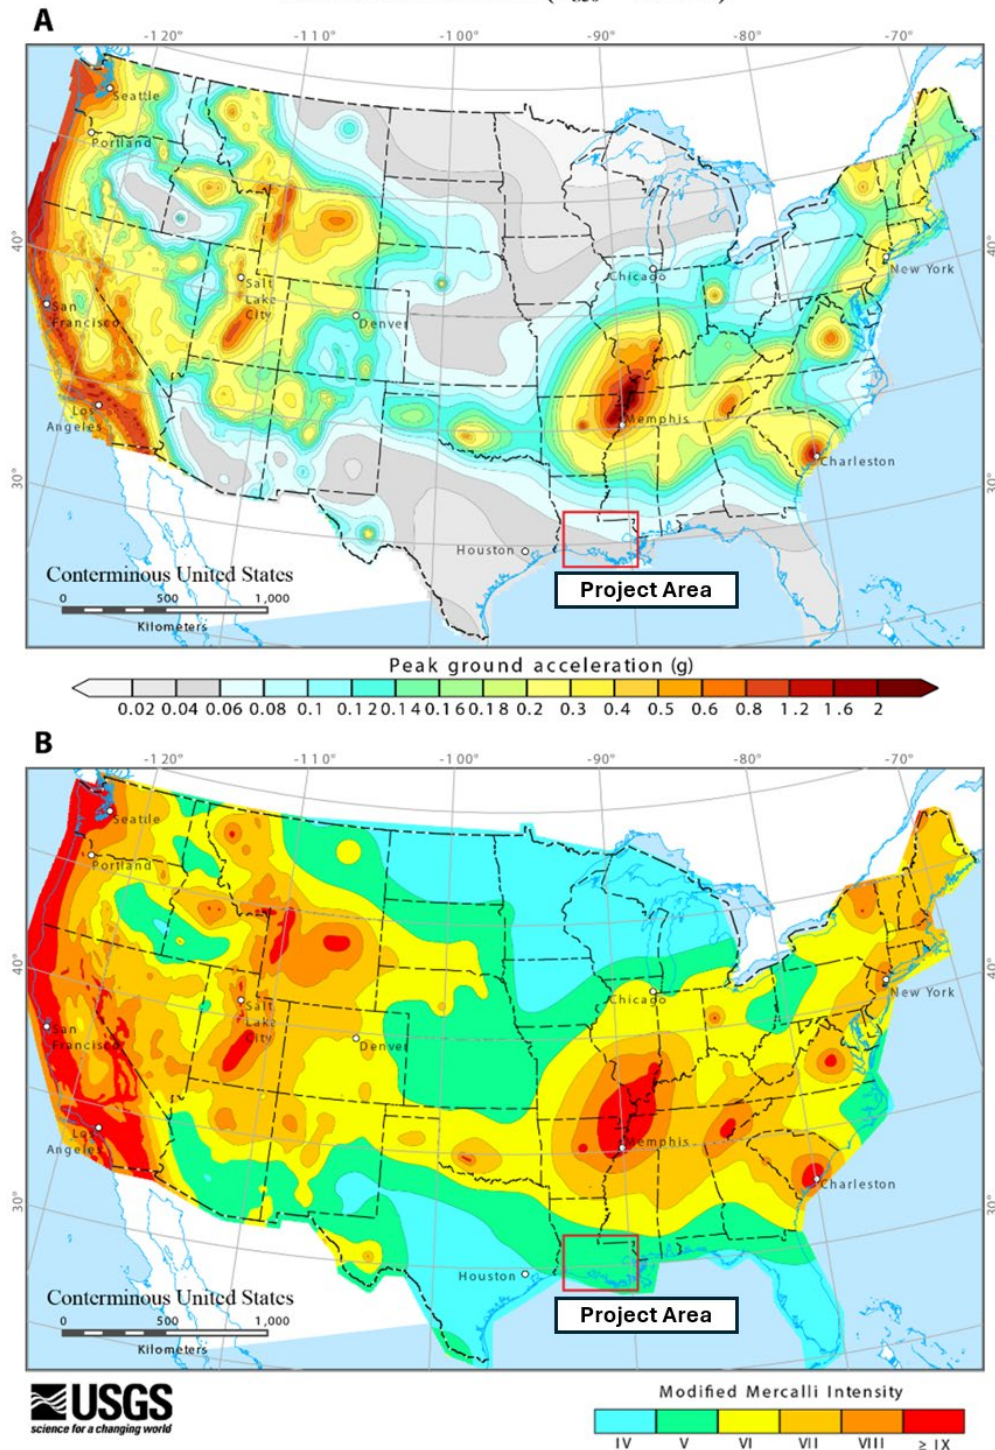 A
-120° -110° -100° -90° -80° -70°
Seattle
Portland
40°
40°
Chicago
New York
Salt
Lake
City
San
Francisco
Denver
Los
Angeles
Memphis
Charleston
30°
30°
Houston
Conterminous United States
0 500 1,000
Kilometers
Project Area
Peak ground acceleration (g)
0.02 0.04 0.06 0.08 0.1 0.12 0.14 0.16 0.18 0.2 0.3 0.4 0.5 0.6 0.8 1.2 1.6 2
B
-120° -110° -100° -90° -80° -70°
Seattle
Portland
40°
40°
Chicago
New York
Salt
Lake
City
San
Francisco
Denver
Los
Angeles
Memphis
Charleston
30°
30°
Houston
Conterminous United States
0 500 1,000
Kilometers
Project Area
USGS
science for a changing world
Modified Mercalli Intensity
IV V VI VII VIII ≥ IX